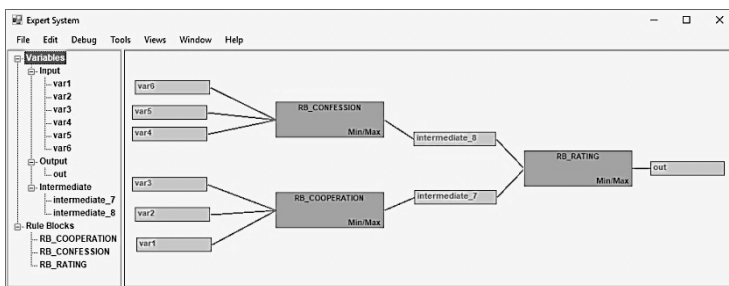 Expert System
File Edit Debug Tools Views Window Help
Variables
Input
var1
var2
var3
var4
var5
var6
Output
out
Intermediate
intermediate_7
intermediate_8
Rule Blocks
RB_COOPERATION
RB_CONFESSION
RB_RATING
var6
var5
var4
RB_CONFESSION
Min/Max
intermediate_8
var3
var2
var1
RB_COOPERATION
Min/Max
intermediate_7
RB_RATING
Min/Max
out